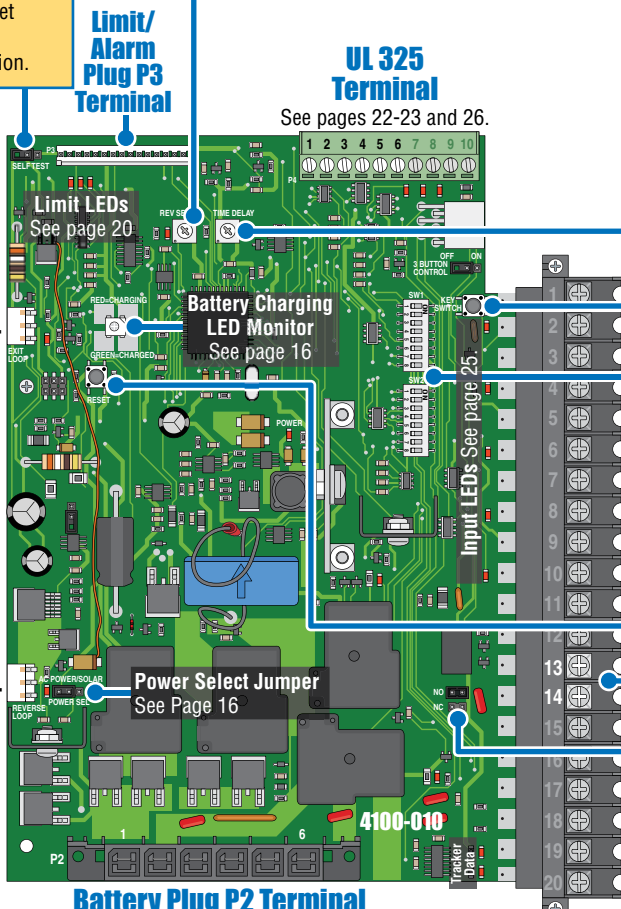 et
ion.
Limit/
Alarm
Plug P3
Terminal
UL 325
Terminal
See pages 22-23 and 26.
1 2 3 4 5 6 7 8 9 10
P3
P4
SELFTEST
Limit LEDs
See page 20
REV SE
TIME DELAY
OFF ON
3 BUTTON
CONTROL
RED=CHARGING
Battery Charging
LED Monitor
See page 16
GREEN=CHARGED
SW1
KEY
SWITCH
EXIT
LOOP
RESET
SW2
ON
POWER
Input LEDs See page 25
1
2
3
4
5
6
7
8
9
10
11
12
13
14
15
16
17
18
19
20
AC POWER/SOLAR
POWER SEL
Power Select Jumper
See Page 16
REVERSE
LOOP
NO
NC
4100-010
Tracker
Data
P2
1 6
Battery Plug P2 Terminal